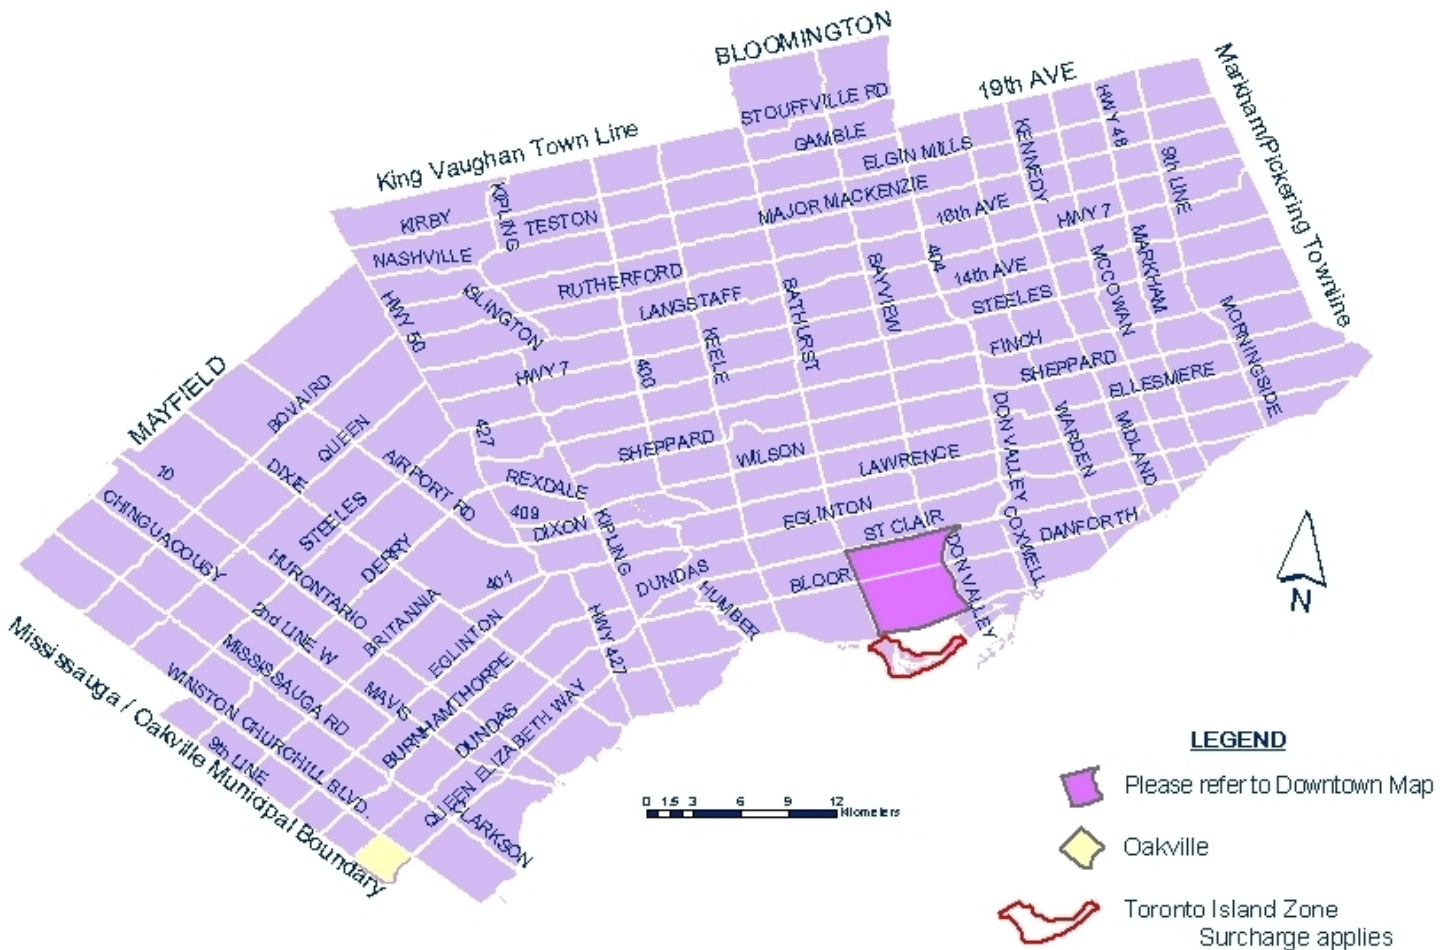 BLOOMINGTON
STOUFFVILLE RD
19th AVE
Markham/Pickering Townline
King Vaughan Town Line
GAMBLE
ELGIN MILLS
KENNEDY
HWY 48
9th LINE
KIRBY
KIPLING
TESTON
MAJOR MACKENZIE
16th AVE
HWY 7
NASHVILLE
RUTHERFORD
404
14th AVE
MCCOWAN
MARKHAM
HWY 50
ISLINGTON
LANGSTAFF
BATHURST
BAYVIEW
STEELES
MORNINGSIDE
HWY 7
400
KEELE
FINCH
SHEPPARD
ELLESMERE
MAYFIELD
BOVAIRD
QUEEN
427
SHEPPARD
WILSON
LAWRENCE
DON VALLEY
WARDEN
MIDLAND
10
DIXIE
AIRPORT RD
REXDALE
409
DIXON
KIPLING
EGLINTON
ST CLAIR
COXWELL
DANFORTH
CHINGUACOUSY
STEELES
HURONTARIO
DERRY
401
DUNDAS
HUMBER
BLOOR
DON VALLEY
N
2nd LINE W
BRITANNIA
EGLINTON
HWY 427
Mississauga / Oakville Municipal Boundary
MISSISSAUGA RD
MAVIS
BURNHAMTHORPE
DUNDAS
QUEEN ELIZABETH WAY
WINSTON CHURCHILL BLVD.
9th LINE
CLARKSON
0 1.5 3 6 9 12
Kilometers
LEGEND
Please refer to Downtown Map
Oakville
Toronto Island Zone
Surcharge applies